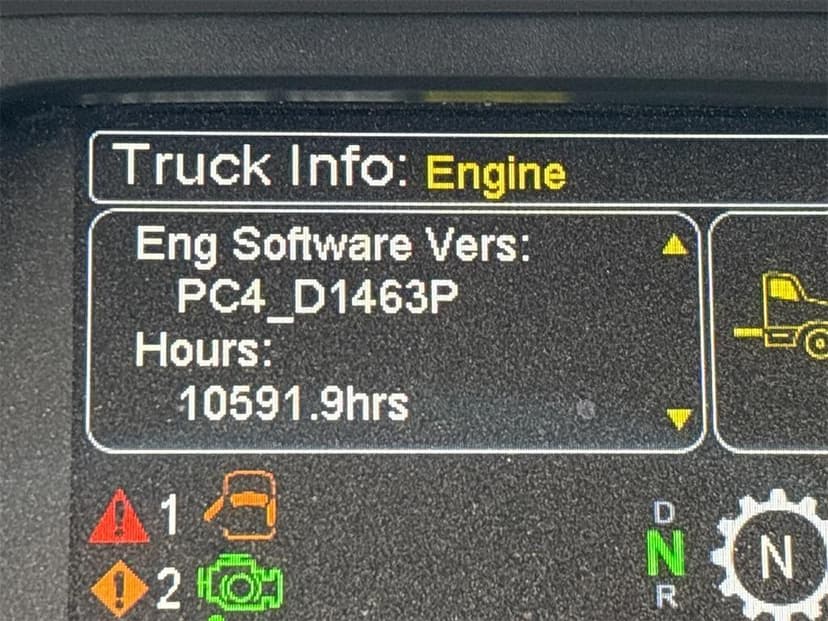 Truck Info: Engine
Eng Software Vers:
PC4_D1463P
Hours:
10591.9hrs
1
2
D
N
R
N